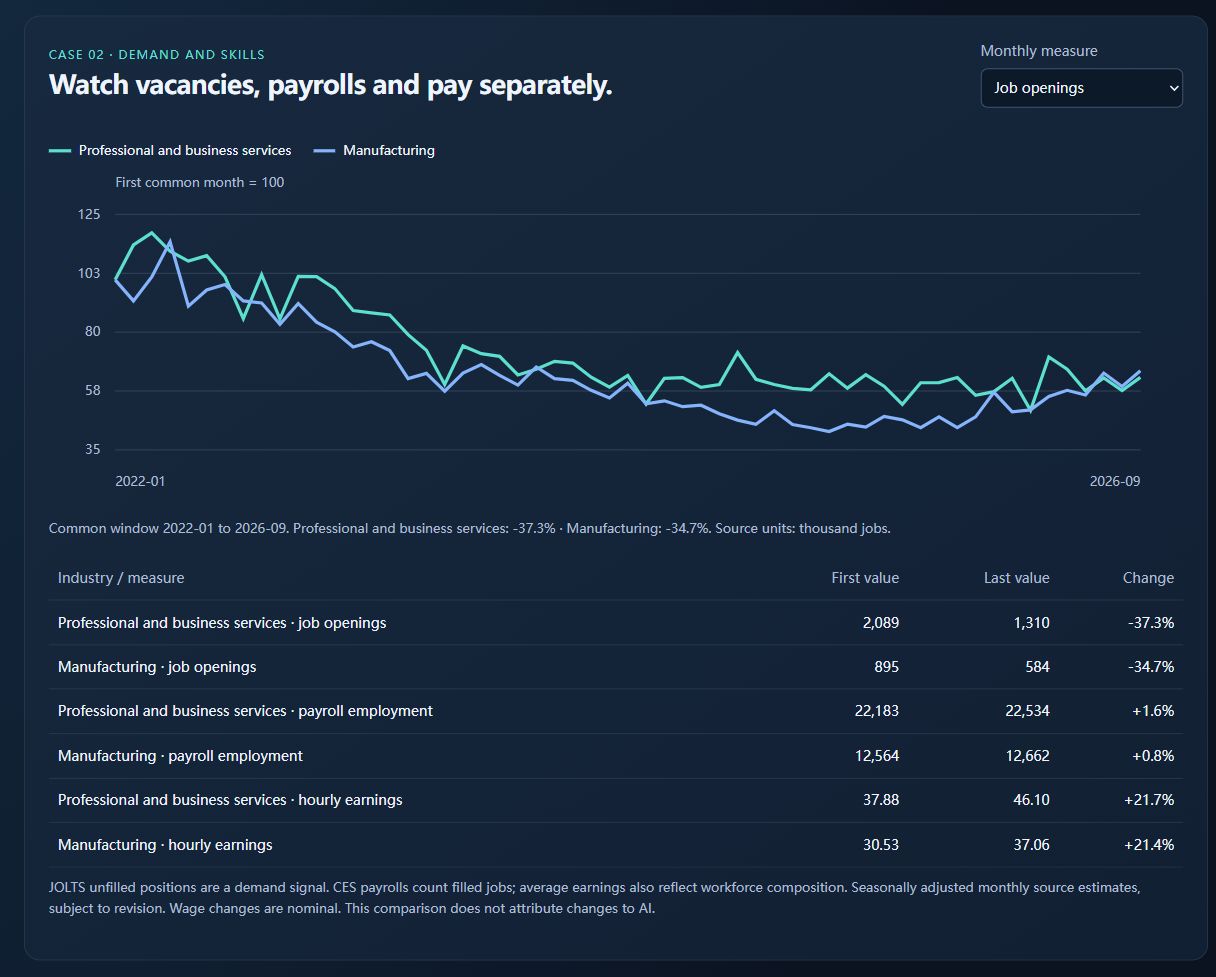 CASE 02 · DEMAND AND SKILLS
Watch vacancies, payrolls and pay separately.
Monthly measure
Job openings
Professional and business services
Manufacturing
First common month = 100
125
103
80
58
35
2022-01
2026-09
Common window 2022-01 to 2026-09. Professional and business services: -37.3% · Manufacturing: -34.7%. Source units: thousand jobs.
Industry / measure First value Last value Change
Professional and business services · job openings 2,089 1,310 -37.3%
Manufacturing · job openings 895 584 -34.7%
Professional and business services · payroll employment 22,183 22,534 +1.6%
Manufacturing · payroll employment 12,564 12,662 +0.8%
Professional and business services · hourly earnings 37.88 46.10 +21.7%
Manufacturing · hourly earnings 30.53 37.06 +21.4%
JOLTS unfilled positions are a demand signal. CES payrolls count filled jobs; average earnings also reflect workforce composition. Seasonally adjusted monthly source estimates,
subject to revision. Wage changes are nominal. This comparison does not attribute changes to AI.